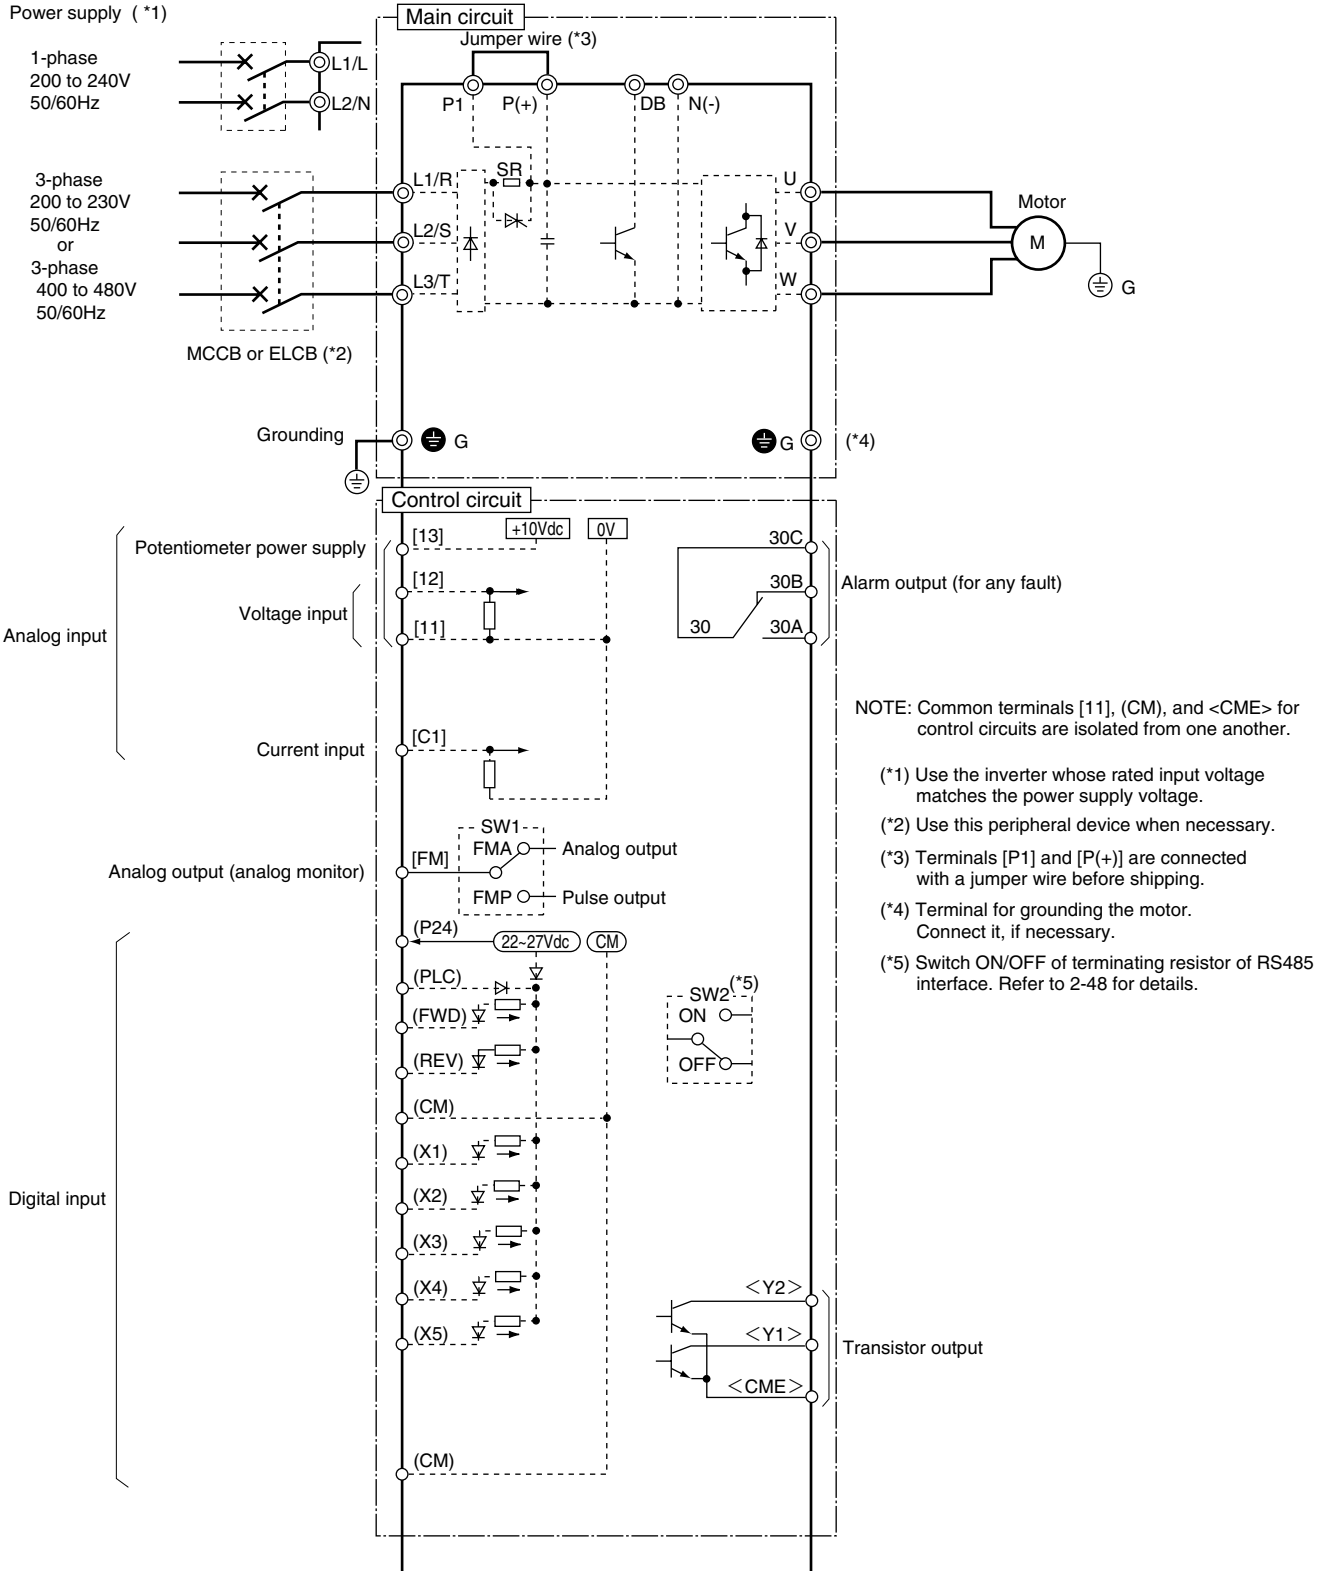 Power supply ( *1)
Main circuit
Jumper wire (*3)
1-phase
200 to 240V
50/60Hz
L1/L
L2/N
P1
P(+)
DB
N(-)
3-phase
200 to 230V
50/60Hz
or
3-phase
400 to 480V
50/60Hz
L1/R
L2/S
L3/T
SR
U
V
W
Motor
M
G
MCCB or ELCB (*2)
Grounding
G
G
(*4)
Control circuit
Analog input
Potentiometer power supply
Voltage input
Current input
[13]
+10Vdc
0V
[12]
[11]
[C1]
30C
30B
30
30A
Alarm output (for any fault)
NOTE: Common terminals [11], (CM), and <CME> for
control circuits are isolated from one another.
(*1) Use the inverter whose rated input voltage
matches the power supply voltage.
(*2) Use this peripheral device when necessary.
(*3) Terminals [P1] and [P(+)] are connected
with a jumper wire before shipping.
(*4) Terminal for grounding the motor.
Connect it, if necessary.
(*5) Switch ON/OFF of terminating resistor of RS485
interface. Refer to 2-48 for details.
Analog output (analog monitor)
[FM]
SW1
FMA
Analog output
FMP
Pulse output
Digital input
(P24)
22~27Vdc
CM
(PLC)
(FWD)
(REV)
(CM)
(X1)
(X2)
(X3)
(X4)
(X5)
(CM)
SW2
(*5)
ON
OFF
<Y2>
<Y1>
<CME>
Transistor output